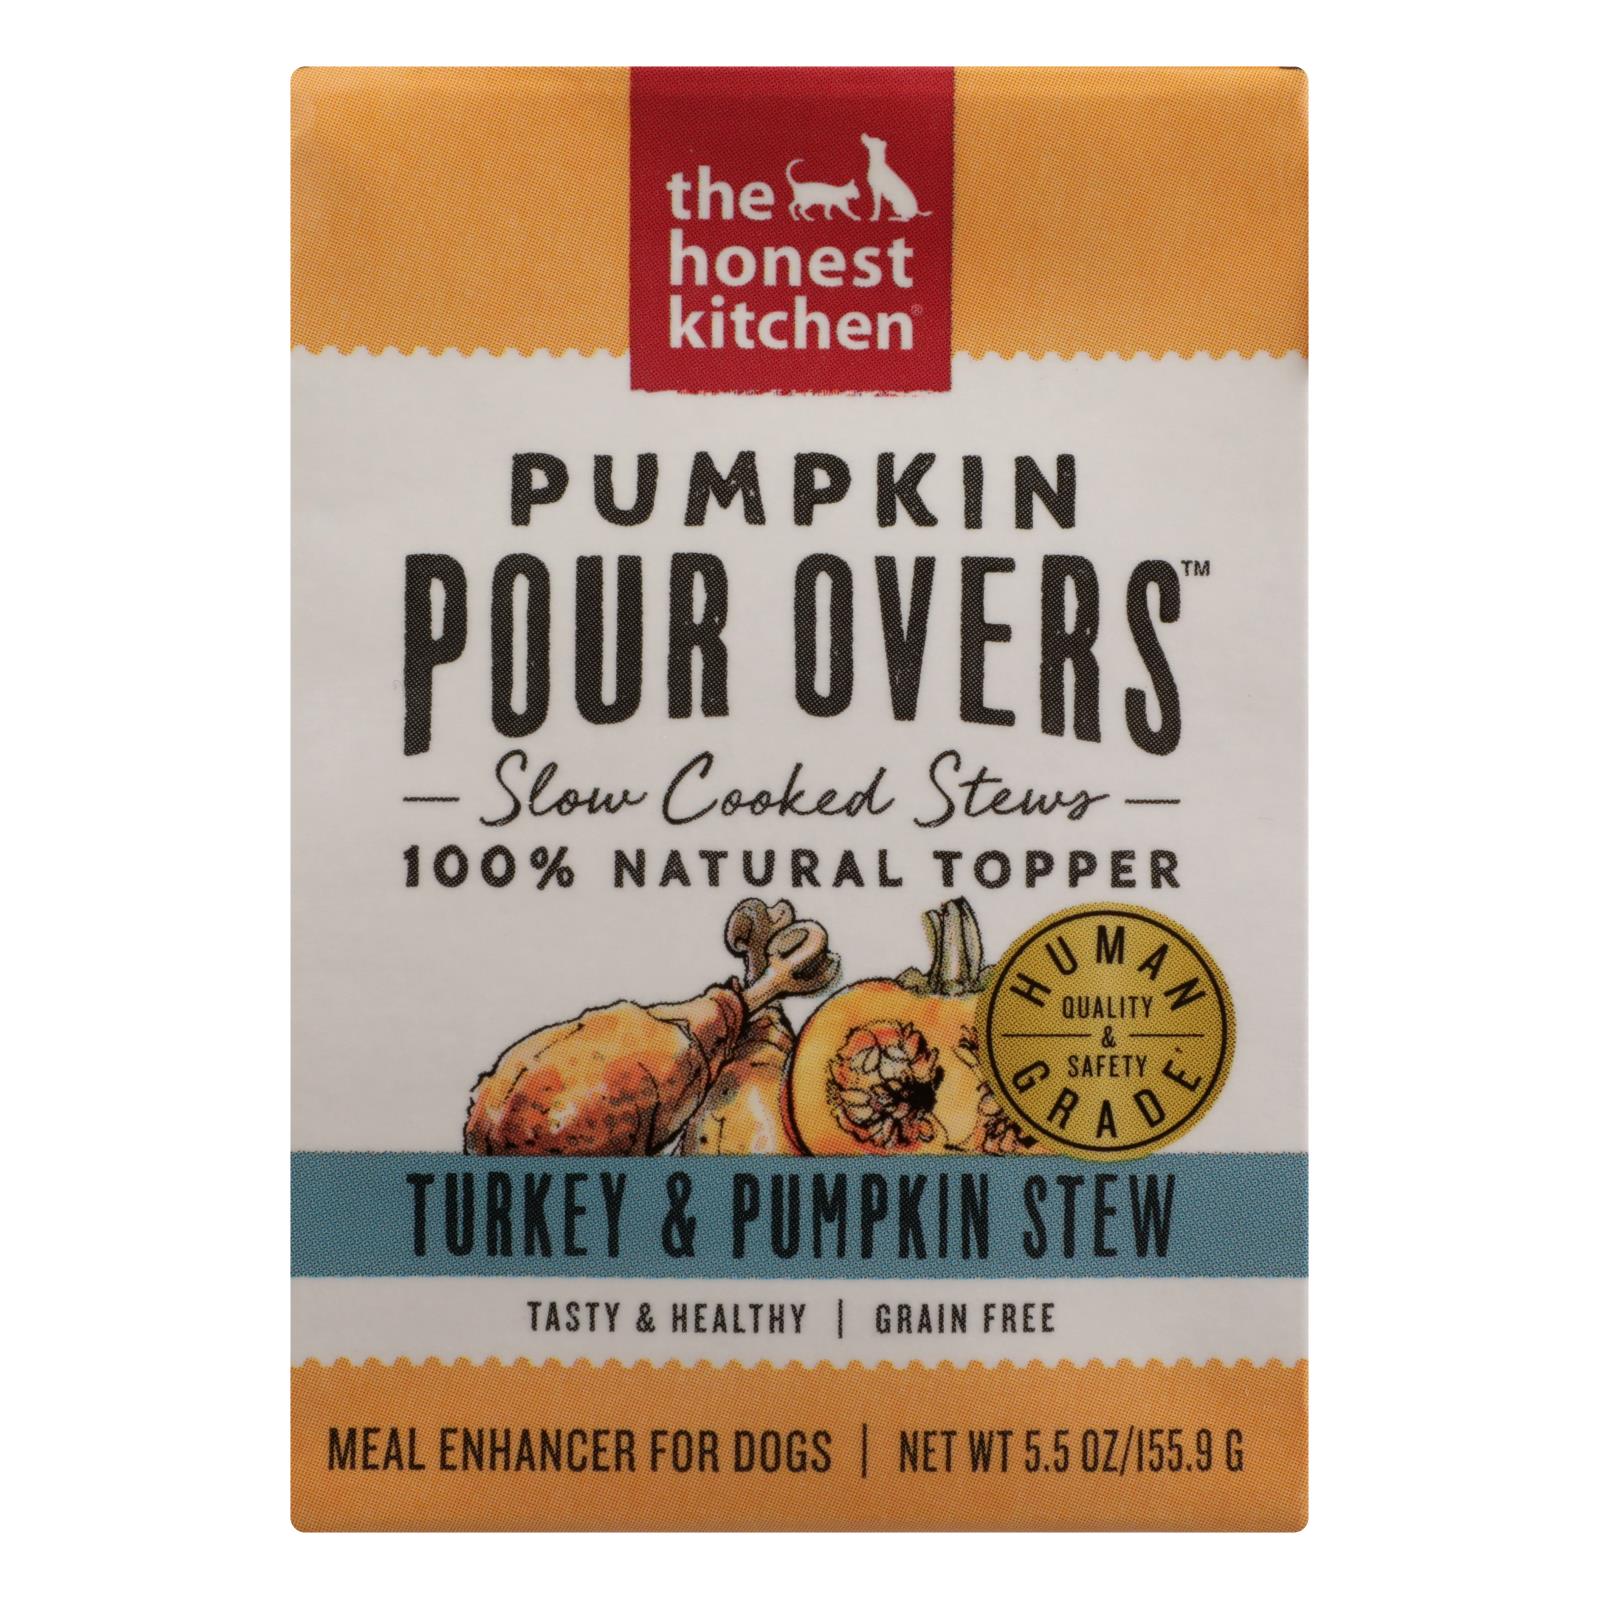 the
honest
kitchen®
PUMPKIN
POUR OVERS™
Slow Cooked Stews
100% NATURAL TOPPER
HUMAN
QUALITY
&
SAFETY
GRADE
TURKEY & PUMPKIN STEW
TASTY & HEALTHY | GRAIN FREE
MEAL ENHANCER FOR DOGS | NET WT 5.5 OZ/155.9 G